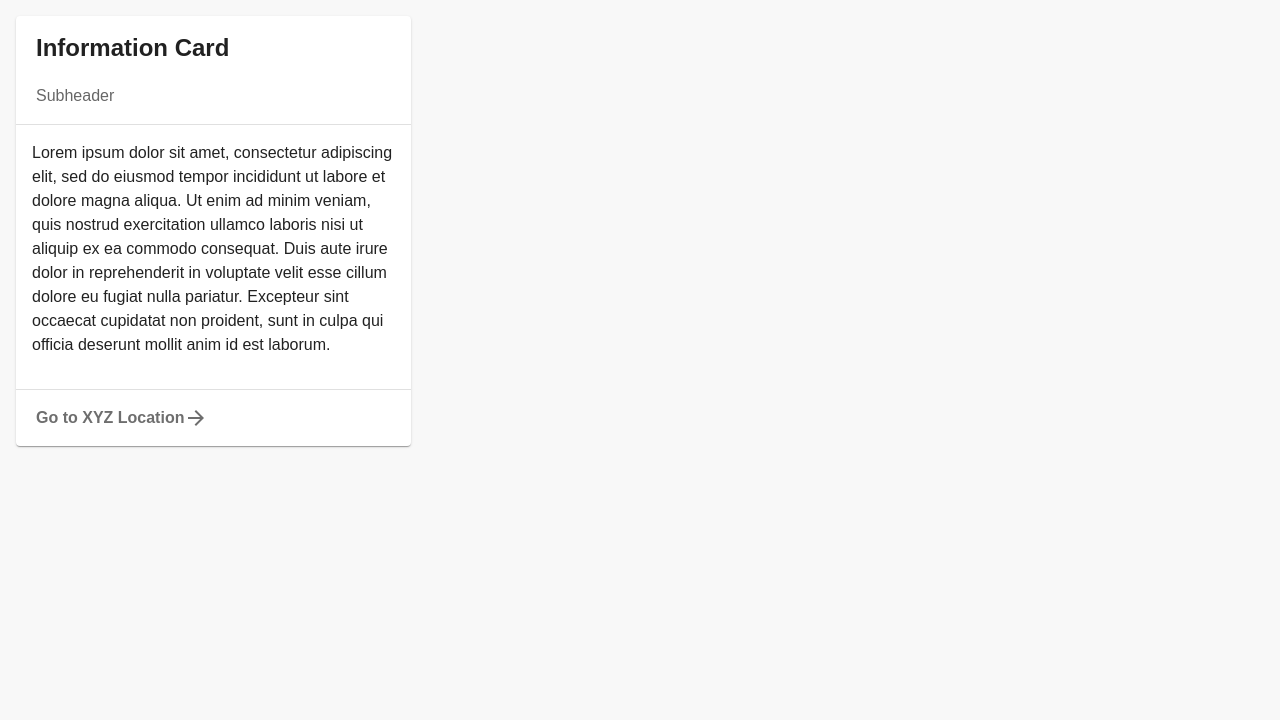 Information Card
Subheader
Lorem ipsum dolor sit amet, consectetur adipiscing
elit, sed do eiusmod tempor incididunt ut labore et
dolore magna aliqua. Ut enim ad minim veniam,
quis nostrud exercitation ullamco laboris nisi ut
aliquip ex ea commodo consequat. Duis aute irure
dolor in reprehenderit in voluptate velit esse cillum
dolore eu fugiat nulla pariatur. Excepteur sint
occaecat cupidatat non proident, sunt in culpa qui
officia deserunt mollit anim id est laborum.
Go to XYZ Location